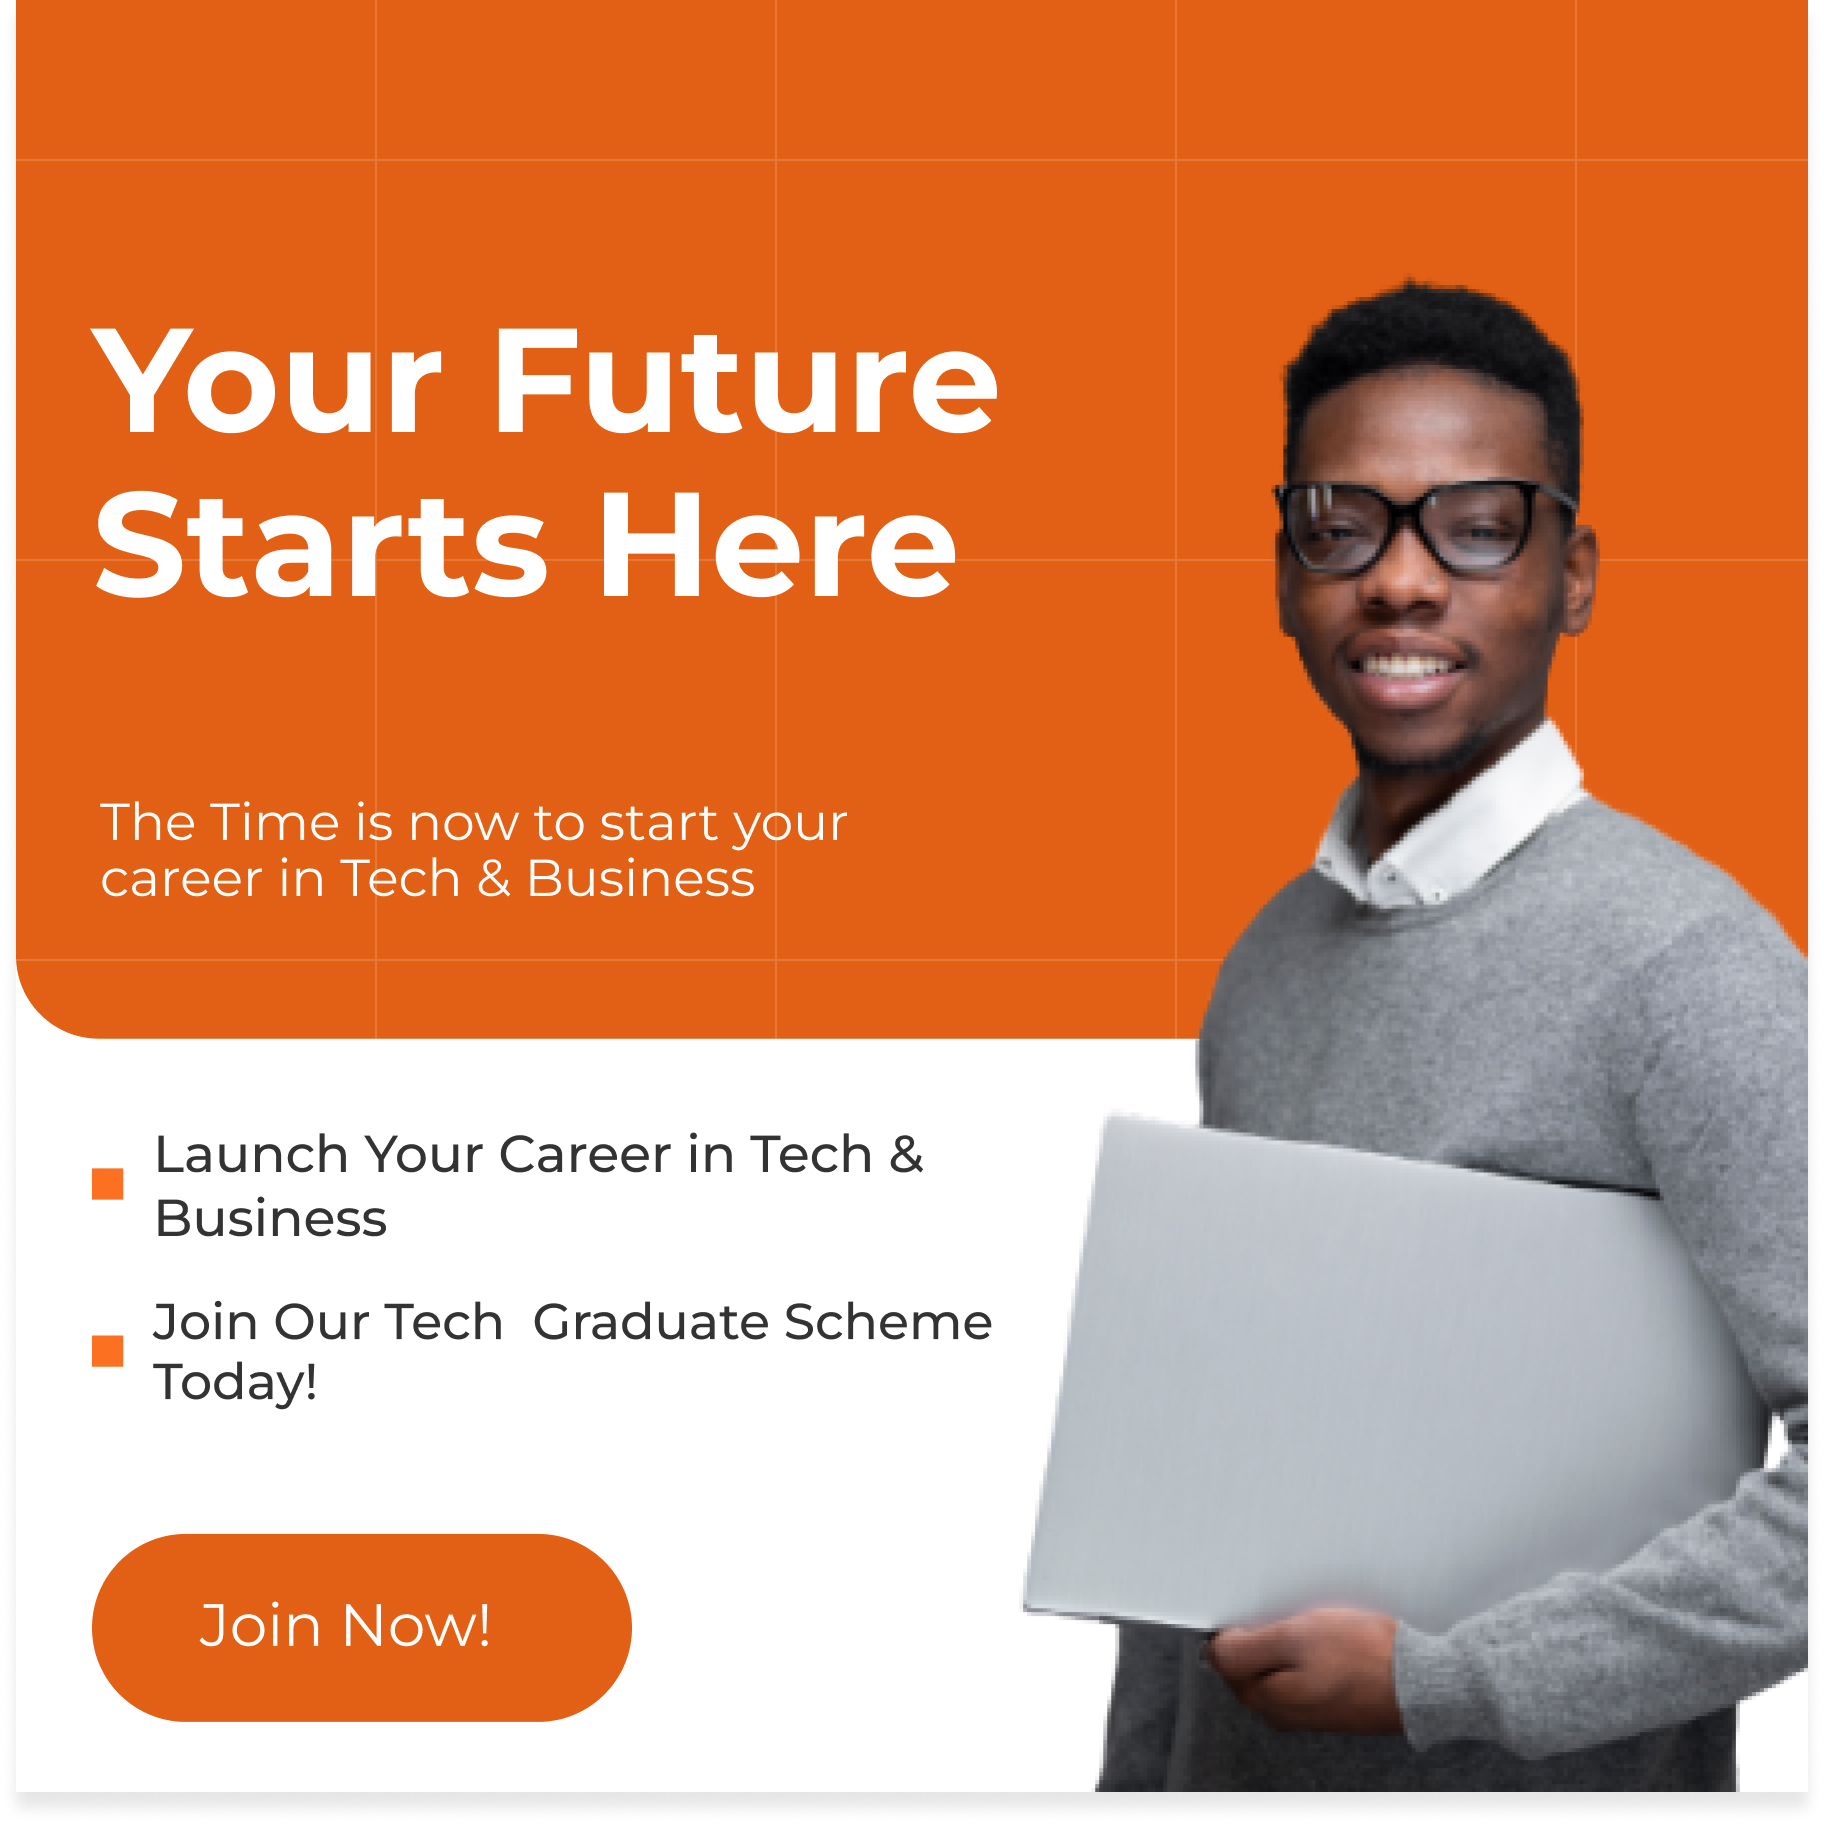 Your Future
Starts Here
The Time is now to start your
career in Tech & Business
Launch Your Career in Tech &
Business
Join Our Tech  Graduate Scheme
Today!
Join Now!